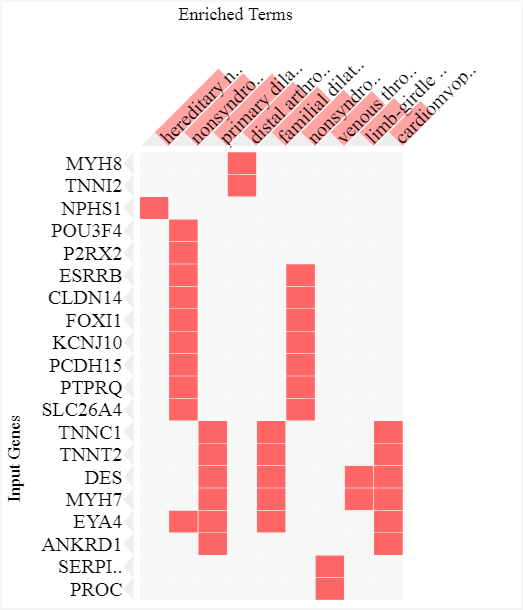 Enriched Terms
hereditary n..
nonsyndro..
primary dila..
distal arthro..
familial dilat..
nonsyndro..
venous thro..
limb-girdle ..
cardiomyop..
MYH8
TNNI2
NPHS1
POU3F4
P2RX2
ESRRB
CLDN14
FOXI1
KCNJ10
PCDH15
PTPRQ
SLC26A4
TNNC1
TNNT2
DES
MYH7
EYA4
ANKRD1
SERPI..
PROC
Input Genes